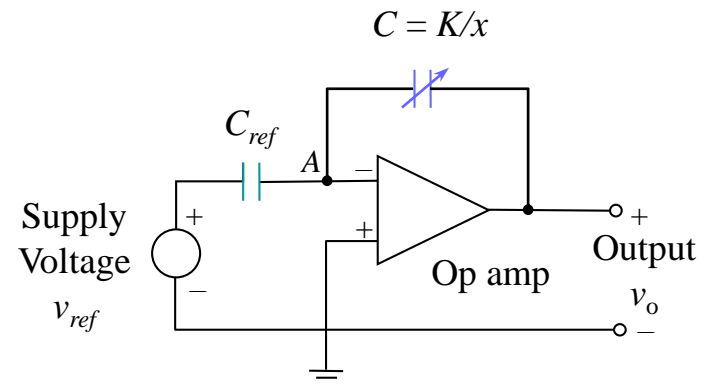 C = K/x
C_ref
A
−
+
Supply
Voltage
v_ref
+
−
Op amp
+
Output
v_o
−